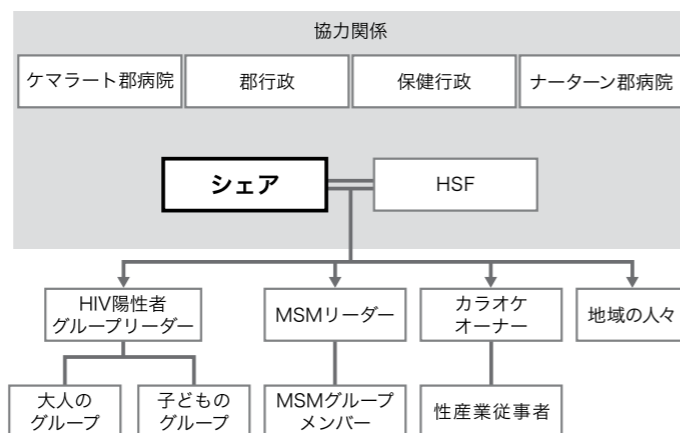 協力関係
ケマラート郡病院
郡行政
保健行政
ナーターン郡病院
シェア
HSF
HIV陽性者
グループリーダー
MSMリーダー
カラオケ
オーナー
地域の人々
大人の
グループ
子どもの
グループ
MSMグループ
メンバー
性産業従事者